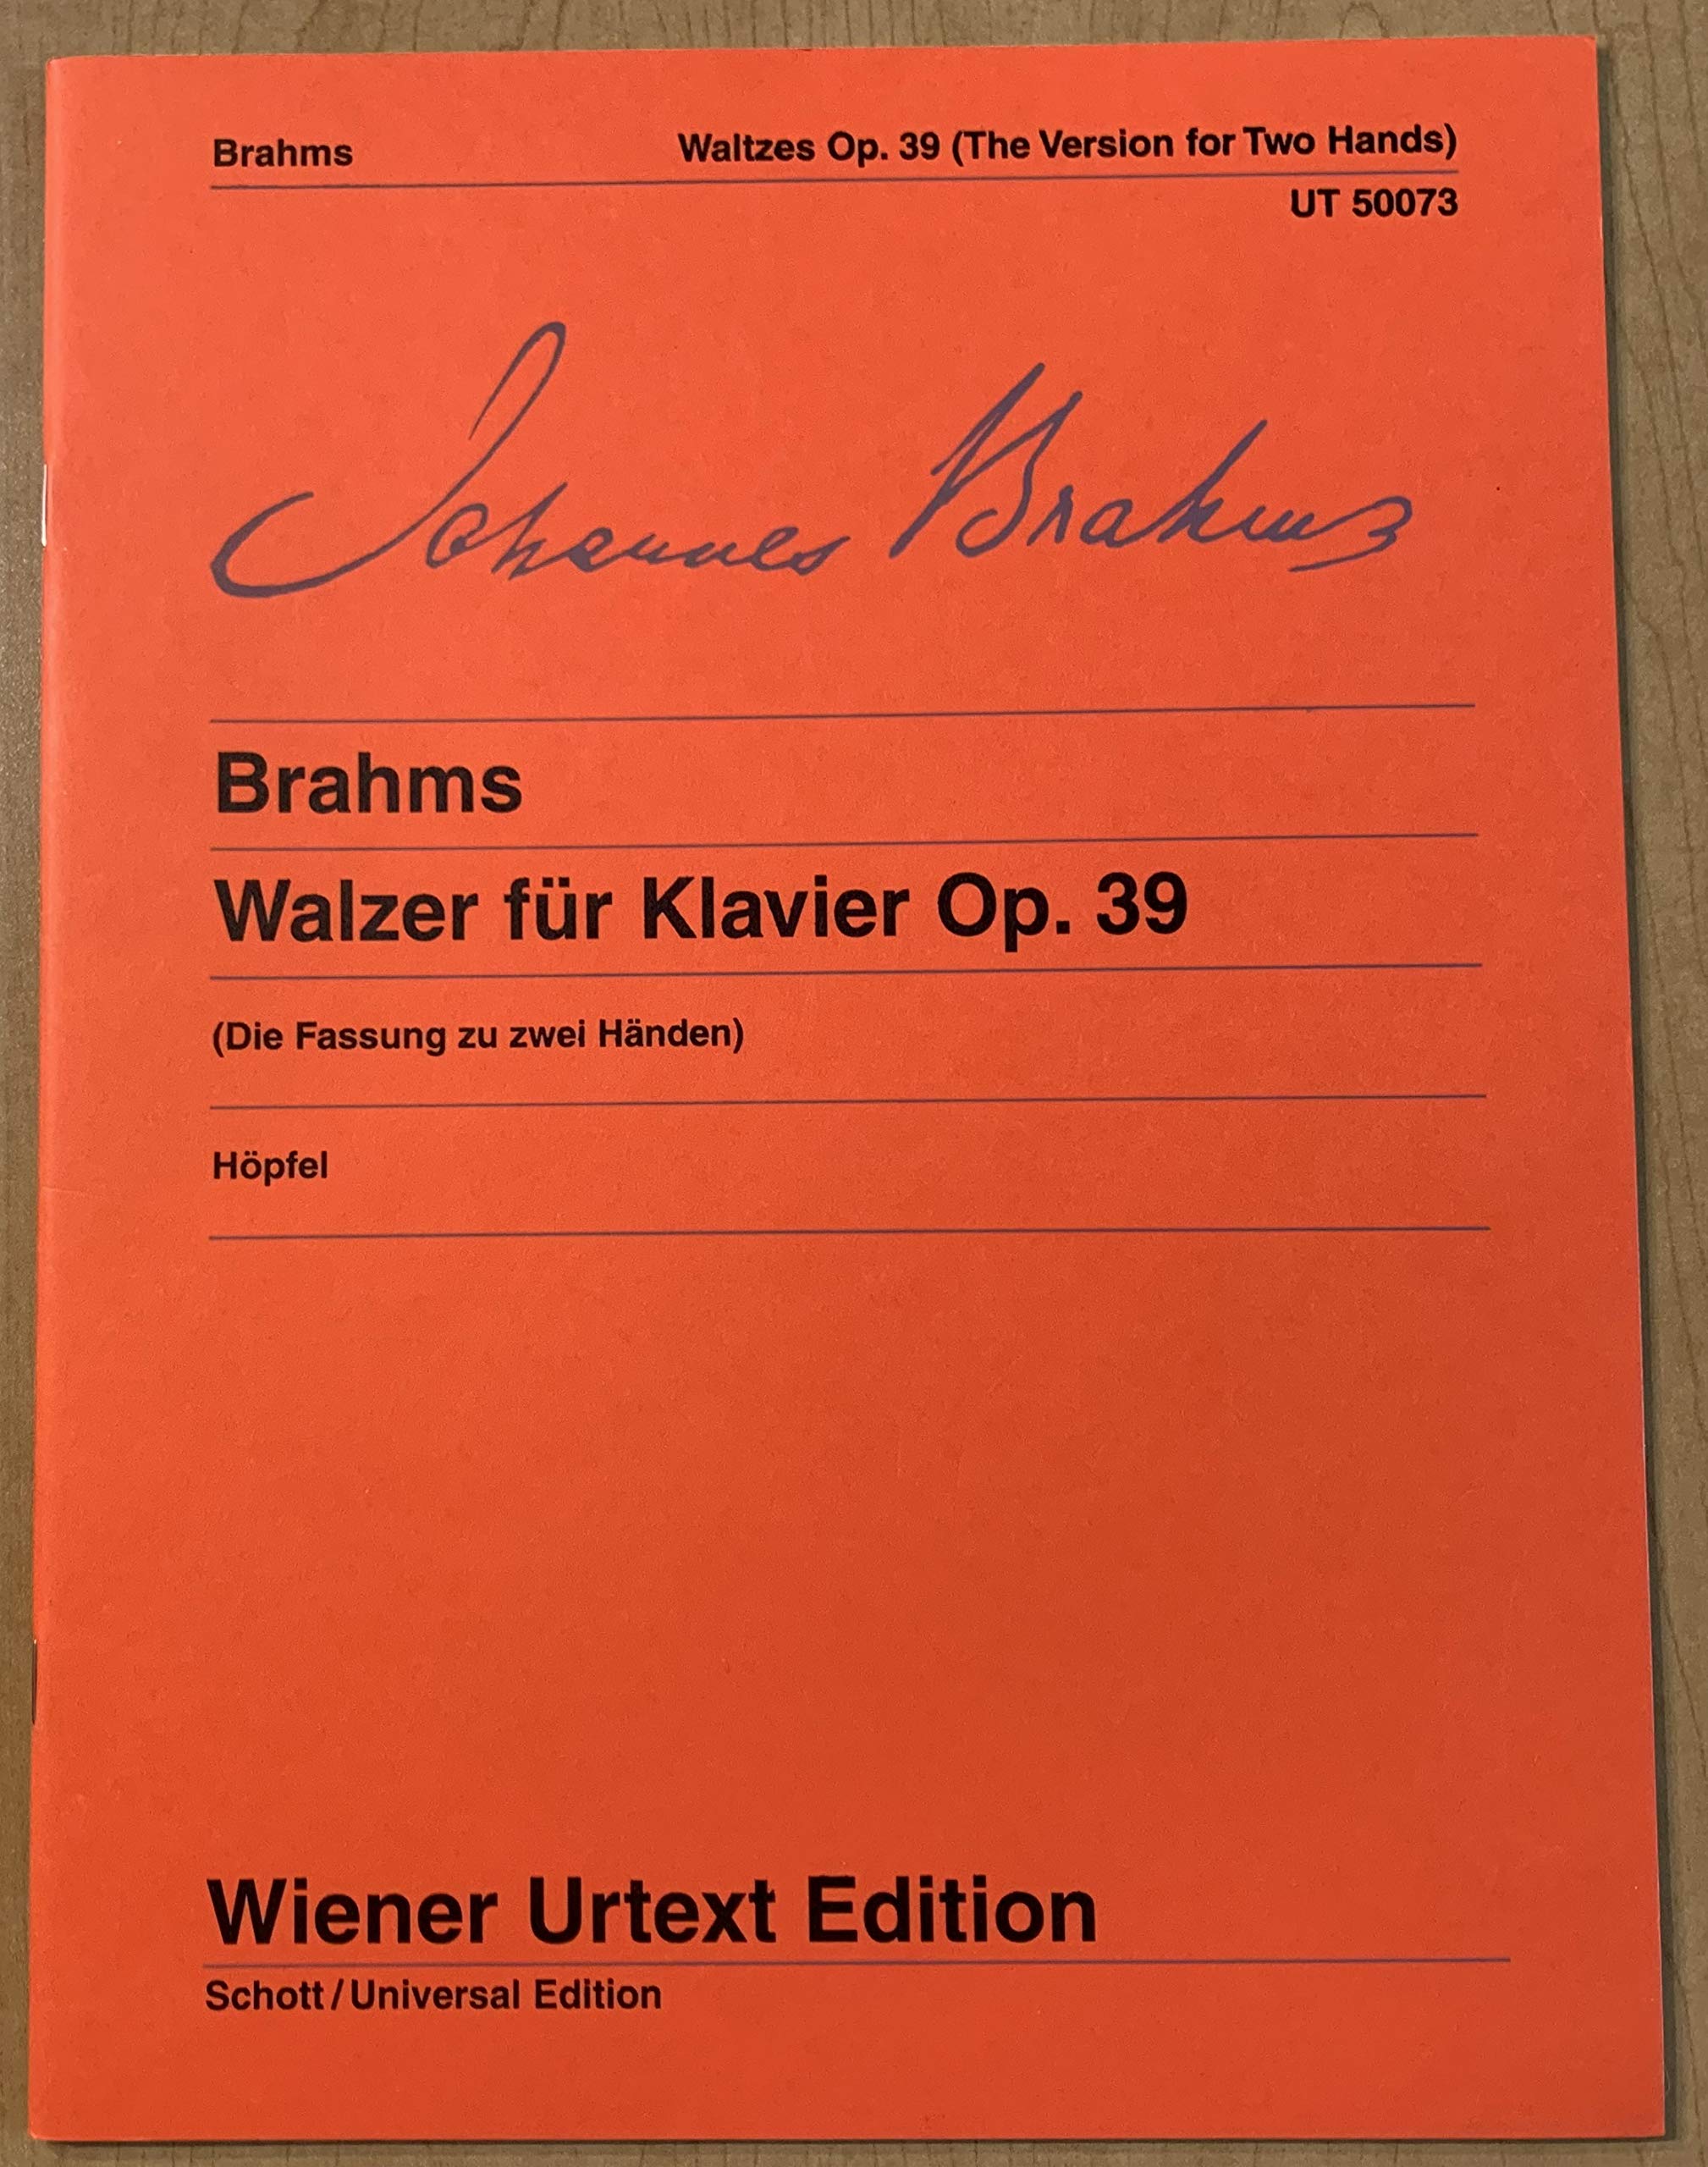 Brahms Waltzes Op. 39 (The Version for Two Hands)
UT 50073
Johannes Brahms
Brahms
Walzer für Klavier Op. 39
(Die Fassung zu zwei Händen)
Höpfel
Wiener Urtext Edition
Schott / Universal Edition